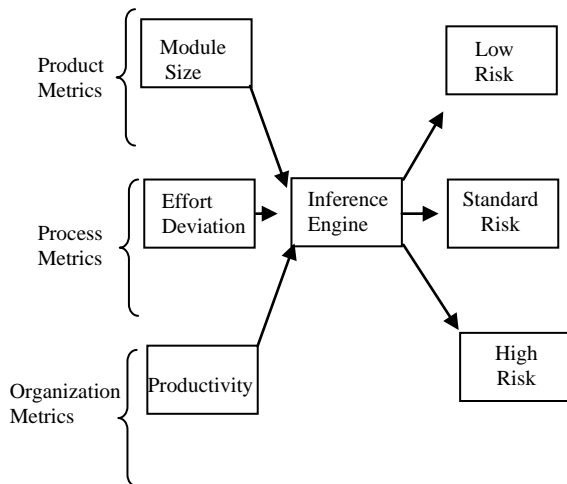 Product
Metrics
Module
Size
Low
Risk
Process
Metrics
Effort
Deviation
Inference
Engine
Standard
Risk
Organization
Metrics
Productivity
High
Risk